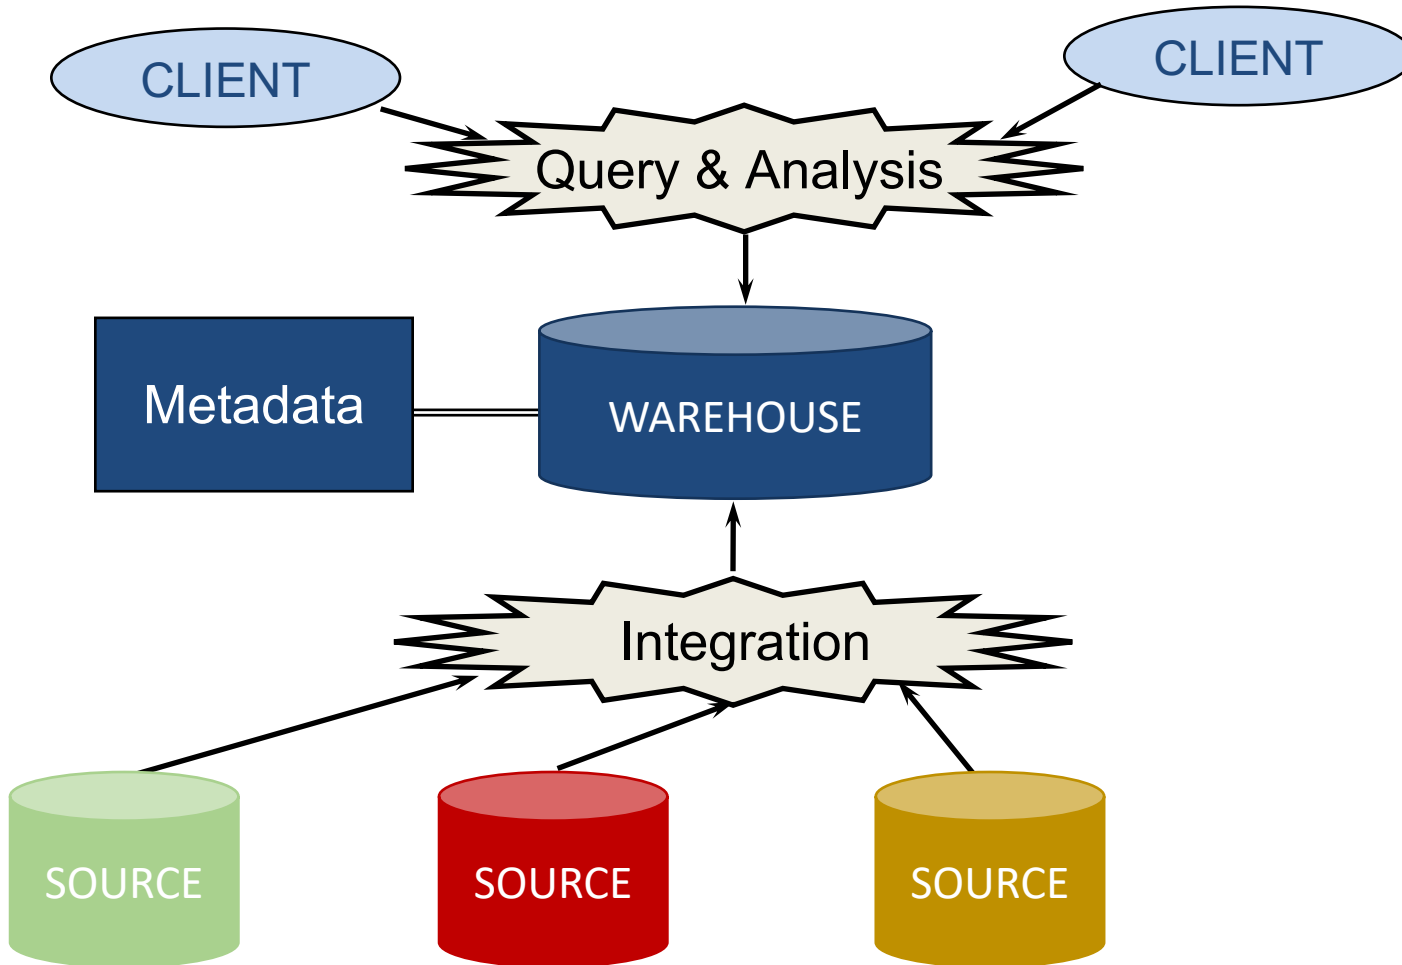 CLIENT
CLIENT
Query & Analysis
Metadata
WAREHOUSE
Integration
SOURCE
SOURCE
SOURCE